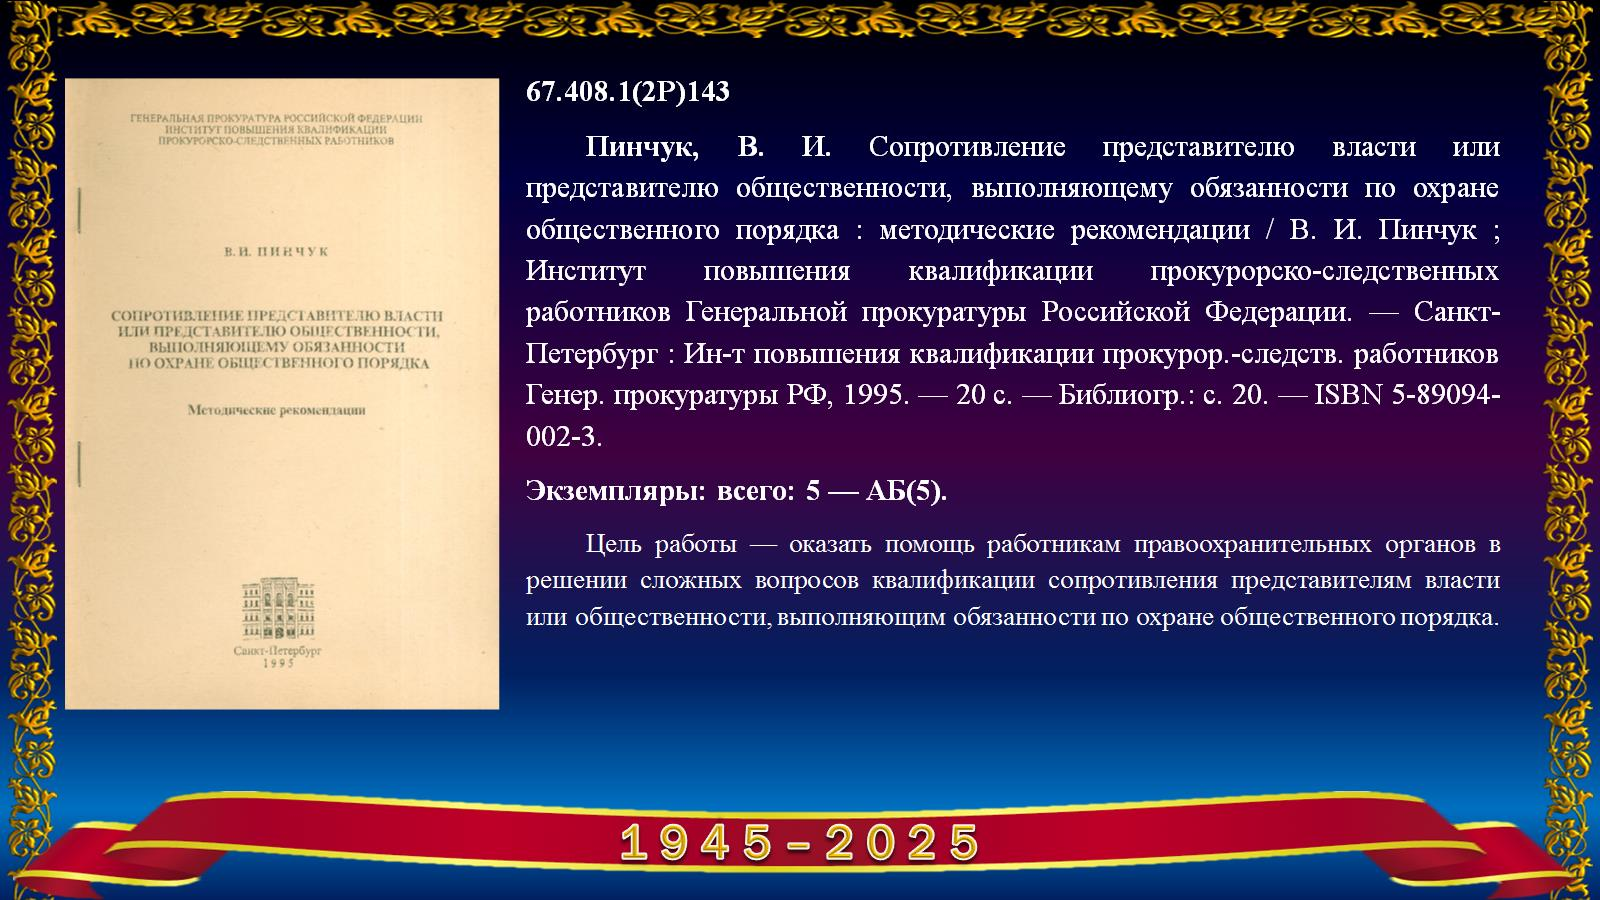 ГЕНЕРАЛЬНАЯ ПРОКУРАТУРА РОССИЙСКОЙ ФЕДЕРАЦИИ
ИНСТИТУТ ПОВЫШЕНИЯ КВАЛИФИКАЦИИ
ПРОКУРОРСКО-СЛЕДСТВЕННЫХ РАБОТНИКОВ
В. И. ПИНЧУК
СОПРОТИВЛЕНИЕ ПРЕДСТАВИТЕЛЮ ВЛАСТИ
ИЛИ ПРЕДСТАВИТЕЛЮ ОБЩЕСТВЕННОСТИ,
ВЫПОЛНЯЮЩЕМУ ОБЯЗАННОСТИ
ПО ОХРАНЕ ОБЩЕСТВЕННОГО ПОРЯДКА
Методические рекомендации
Санкт-Петербург
1995
67.408.1(2Р)143
Пинчук, В. И. Сопротивление представителю власти или
представителю общественности, выполняющему обязанности по охране
общественного порядка : методические рекомендации / В. И. Пинчук ;
Институт повышения квалификации прокурорско-следственных
работников Генеральной прокуратуры Российской Федерации. — Санкт-
Петербург : Ин-т повышения квалификации прокурор.-следств. работников
Генер. прокуратуры РФ, 1995. — 20 с. — Библиогр.: с. 20. — ISBN 5-89094-
002-3.
Экземпляры: всего: 5 — АБ(5).
Цель работы — оказать помощь работникам правоохранительных органов в
решении сложных вопросов квалификации сопротивления представителям власти
или общественности, выполняющим обязанности по охране общественного порядка.
1945–2025